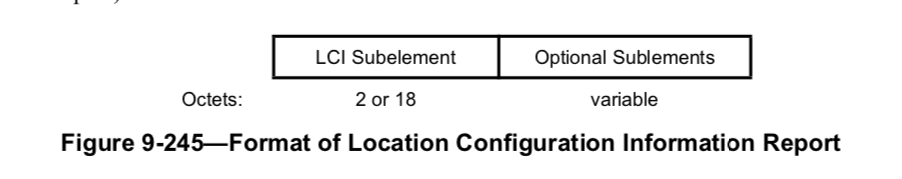 LCI Subelement Optional Sublements
Octets: 2 or 18 variable
Figure 9-245—Format of Location Configuration Information Report